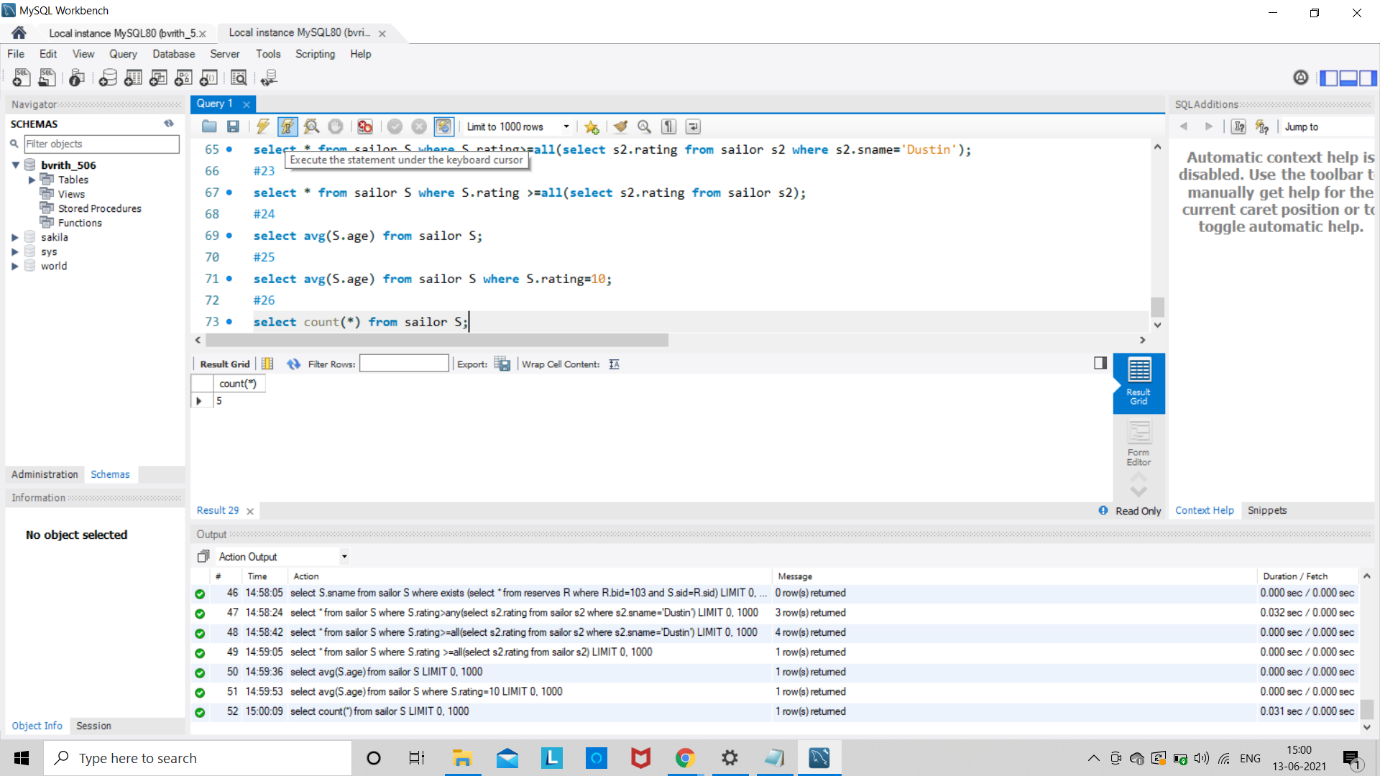 MySQL Workbench
Local instance MySQL80 (bvrith_5... x Local instance MySQL80 (bvri... x
File Edit View Query Database Server Tools Scripting Help
Navigator
SCHEMAS
Filter objects
bvrith_506
Tables
Views
Stored Procedures
Functions
sakila
sys
world
Administration Schemas
Information
No object selected
Object Info Session
Query 1 x
Limit to 1000 rows
65 select * from sailor S where S.rating>=all(select s2.rating from sailor s2 where s2.sname='Dustin');
Execute the statement under the keyboard cursor
66 #23
67 select * from sailor S where S.rating >=all(select s2.rating from sailor s2);
68 #24
69 select avg(S.age) from sailor S;
70 #25
71 select avg(S.age) from sailor S where S.rating=10;
72 #26
73 select count(*) from sailor S;
Result Grid Filter Rows: Export: Wrap Cell Content:
count(*)
5
Result Grid
Form Editor
Result 29 x Read Only
SQLAdditions
Jump to
Automatic context help is
disabled. Use the toolbar t
manually get help for the
current caret position or to
toggle automatic help.
Context Help Snippets
Output
Action Output
# Time Action Message Duration / Fetch
46 14:58:05 select S.sname from sailor S where exists (select * from reserves R where R.bid=103 and S.sid=R.sid) LIMIT 0, ... 0 row(s) returned 0.000 sec / 0.000 sec
47 14:58:24 select * from sailor S where S.rating>any(select s2.rating from sailor s2 where s2.sname='Dustin') LIMIT 0, 1000 3 row(s) returned 0.032 sec / 0.000 sec
48 14:58:42 select * from sailor S where S.rating>=all(select s2.rating from sailor s2 where s2.sname='Dustin') LIMIT 0, 1000 4 row(s) returned 0.000 sec / 0.000 sec
49 14:59:05 select * from sailor S where S.rating >=all(select s2.rating from sailor s2) LIMIT 0, 1000 1 row(s) returned 0.000 sec / 0.000 sec
50 14:59:36 select avg(S.age) from sailor S LIMIT 0, 1000 1 row(s) returned 0.000 sec / 0.000 sec
51 14:59:53 select avg(S.age) from sailor S where S.rating=10 LIMIT 0, 1000 1 row(s) returned 0.000 sec / 0.000 sec
52 15:00:09 select count(*) from sailor S LIMIT 0, 1000 1 row(s) returned 0.031 sec / 0.000 sec
Type here to search
ENG
15:00
13-06-2021
1